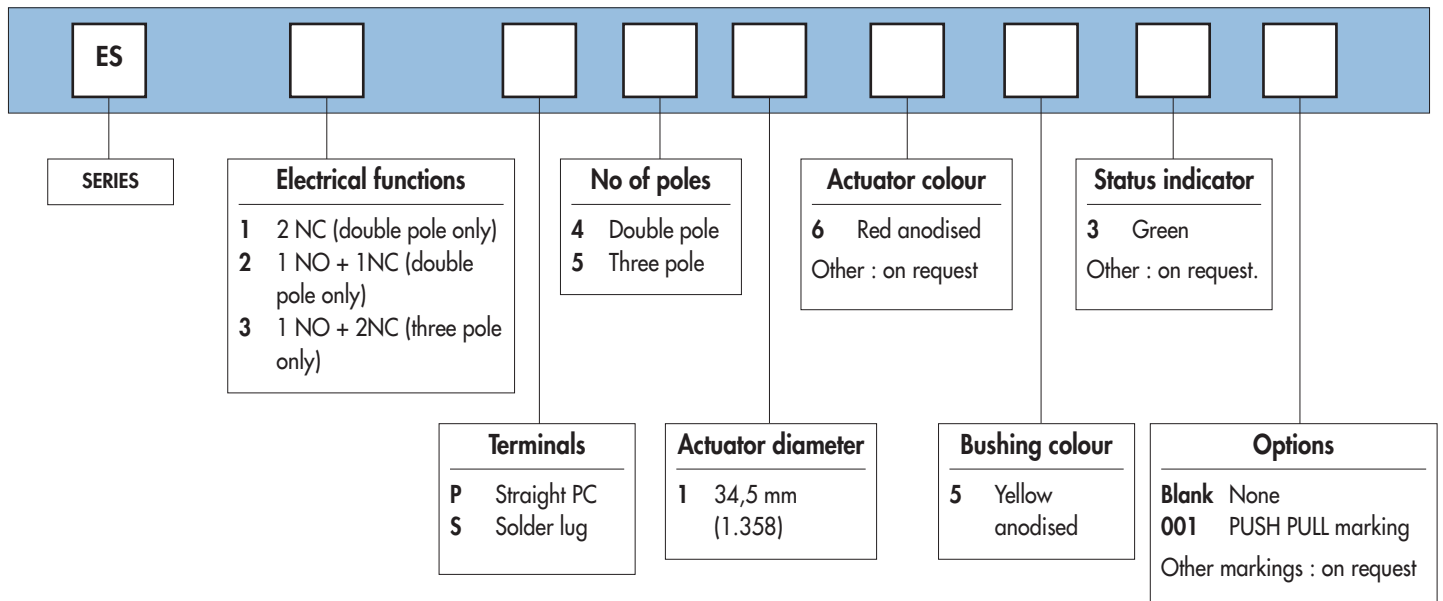 ES
SERIES
Electrical functions
1 2 NC (double pole only)
2 1 NO + 1NC (double
pole only)
3 1 NO + 2NC (three pole
only)
No of poles
4 Double pole
5 Three pole
Actuator colour
6 Red anodised
Other : on request
Status indicator
3 Green
Other : on request.
Terminals
P Straight PC
S Solder lug
Actuator diameter
1 34,5 mm
(1.358)
Bushing colour
5 Yellow
anodised
Options
Blank None
001 PUSH PULL marking
Other markings : on request